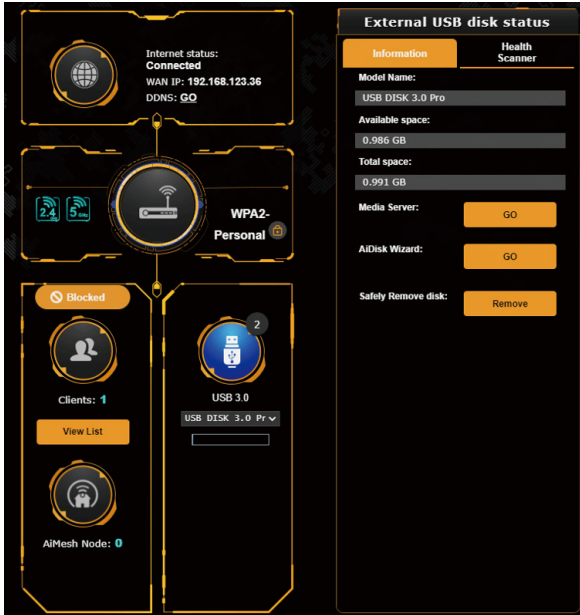 Internet status:
Connected
WAN IP: 192.168.123.36
DDNS: GO
2.4
GHz
5 GHz
WPA2-
Personal
Blocked
Clients: 1
View List
AiMesh Node: 0
2
USB 3.0
USB DISK 3.0 Pr
External USB disk status
Information
Health
Scanner
Model Name:
USB DISK 3.0 Pro
Available space:
0.986 GB
Total space:
0.991 GB
Media Server:
GO
AiDisk Wizard:
GO
Safely Remove disk:
Remove